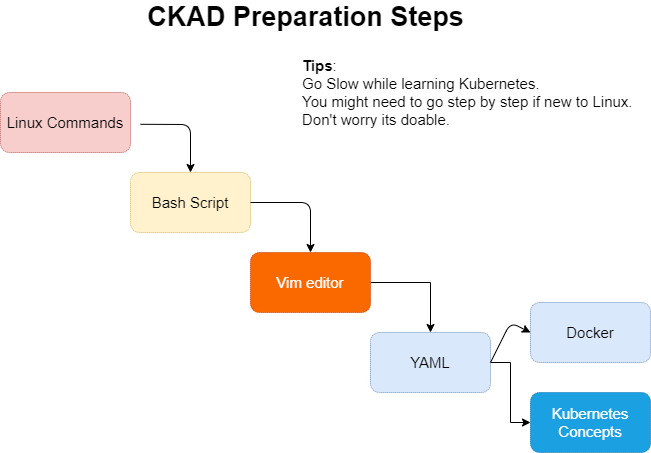 CKAD Preparation Steps
Tips:
Go Slow while learning Kubernetes.
You might need to go step by step if new to Linux.
Don't worry its doable.
Linux Commands
Bash Script
Vim editor
YAML
Docker
Kubernetes
Concepts